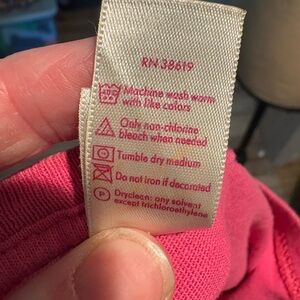 RN 38619
Machine wash warm
with like colors
Only non-chlorine
bleach when needed
Tumble dry medium
Do not iron if decorated
P
Dryclean: any solvent
except trichloroethylene